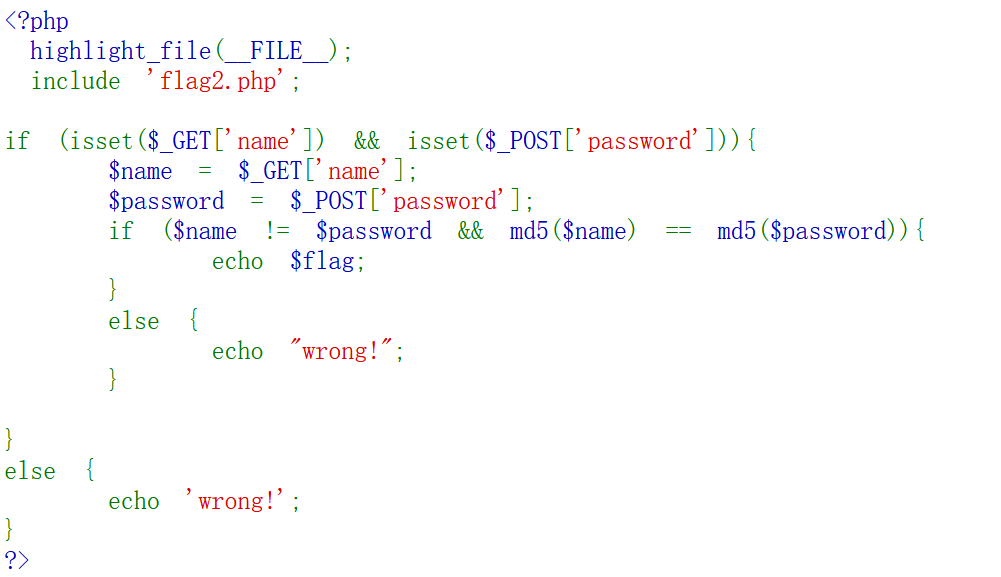 <?php
  highlight_file(__FILE__);
  include 'flag2.php';
if (isset($_GET['name']) && isset($_POST['password'])){
        $name = $_GET['name'];
        $password = $_POST['password'];
        if ($name != $password && md5($name) == md5($password)){
                echo $flag;
        }
        else {
                echo "wrong!";
        }
}
else {
        echo 'wrong!';
}
?>